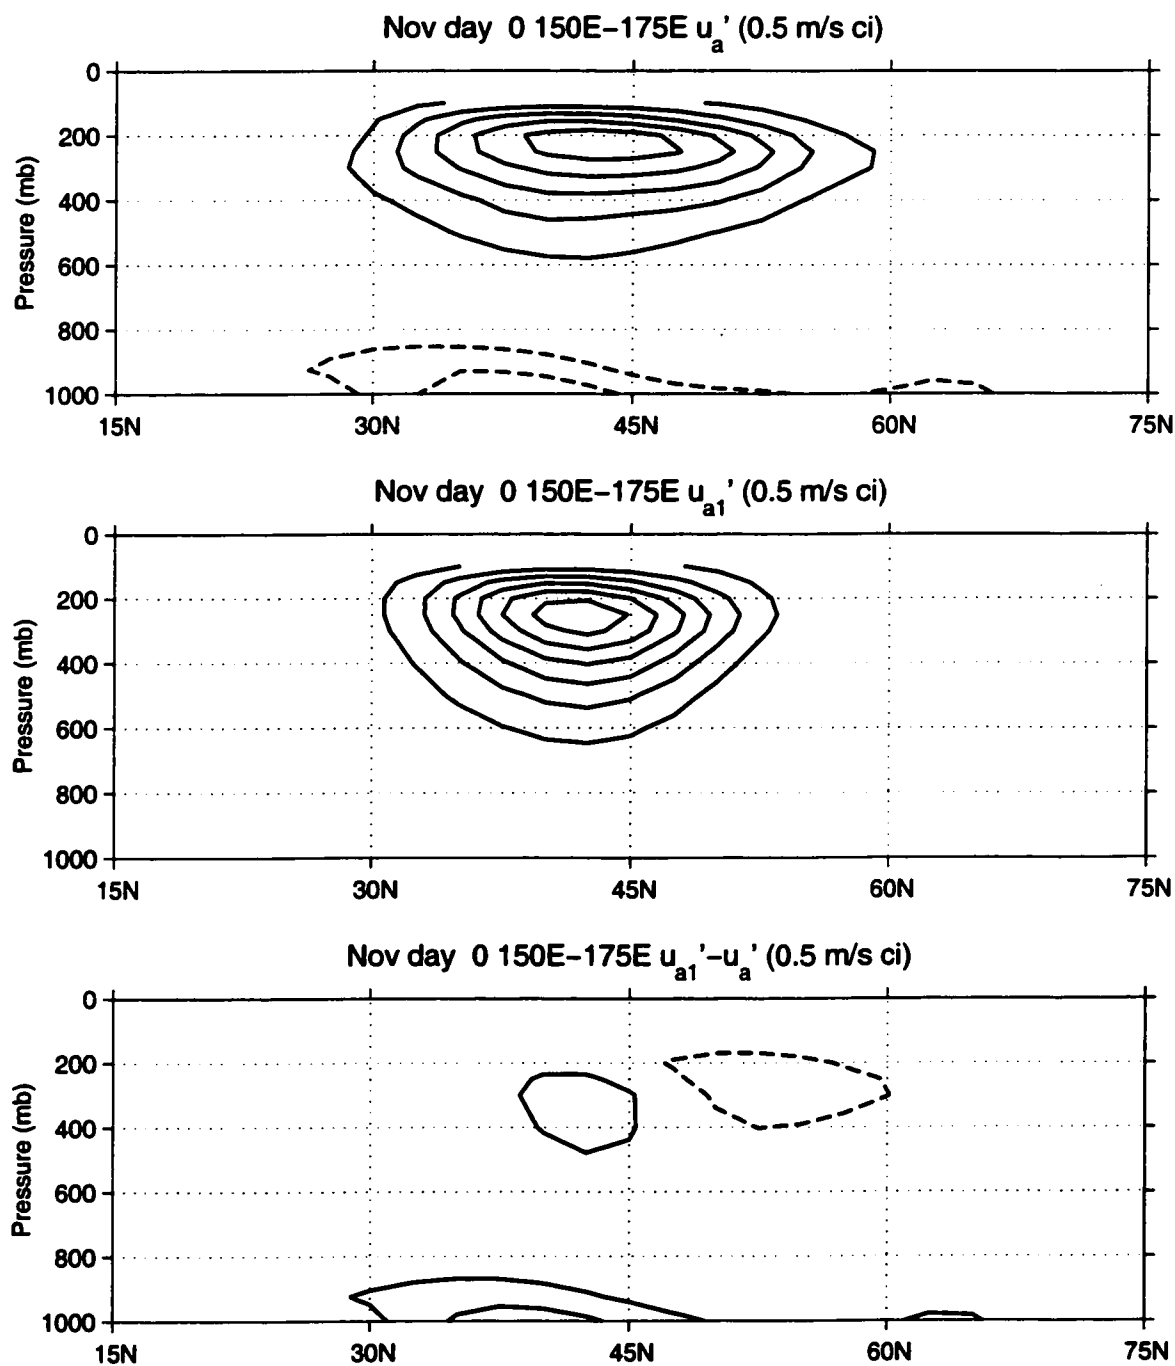 Nov day 0 150E−175E u_a' (0.5 m/s ci)
0
200
400
600
800
1000
Pressure (mb)
15N 30N 45N 60N 75N
Nov day 0 150E−175E u_a1' (0.5 m/s ci)
0
200
400
600
800
1000
Pressure (mb)
15N 30N 45N 60N 75N
Nov day 0 150E−175E u_a1'−u_a' (0.5 m/s ci)
0
200
400
600
800
1000
Pressure (mb)
15N 30N 45N 60N 75N